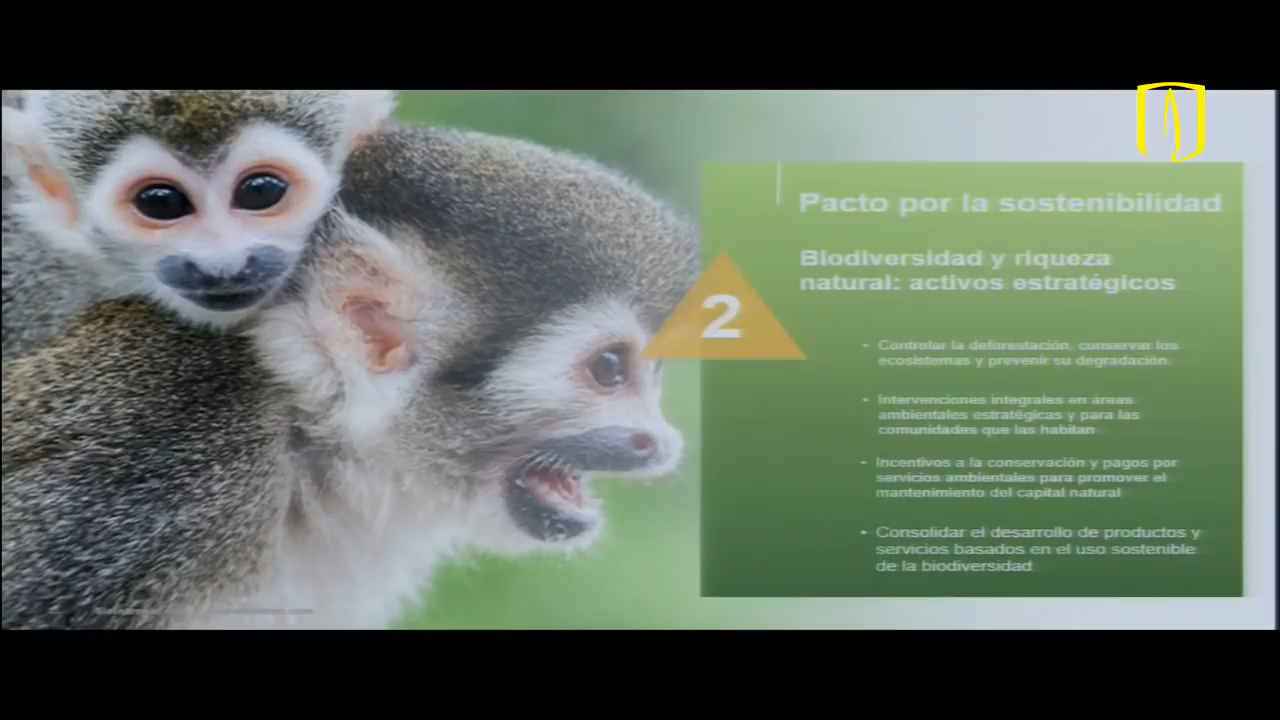 Pacto por la sostenibilidad
Biodiversidad y riqueza
natural: activos estratégicos
2
• Controlar la deforestación, conservar los
ecosistemas y prevenir su degradación.
• Intervenciones integrales en áreas
ambientales estratégicas y para las
comunidades que las habitan
• Incentivos a la conservación y pagos por
servicios ambientales para promover el
mantenimiento del capital natural
• Consolidar el desarrollo de productos y
servicios basados en el uso sostenible
de la biodiversidad